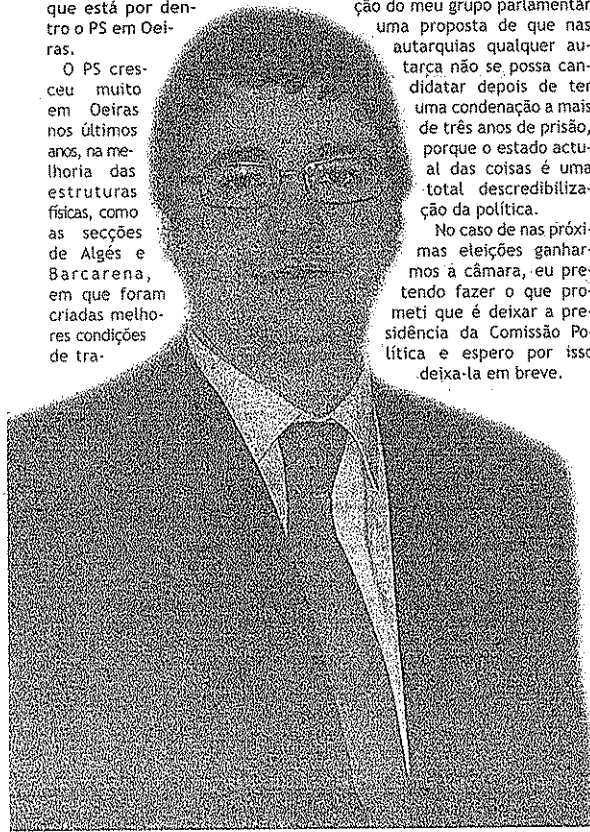 que está por den-
tro o PS em Oei-
ras.
O PS cres-
ceu muito
em Oeiras
nos últimos
anos, na me-
lhoria das
estruturas
físicas, como
as secções
de Algés e
Barcarena,
em que foram
criadas melho-
res condições
de tra-
ção do meu grupo parlamentar
uma proposta de que nas
autarquias qualquer au-
tarça não se possa can-
didatar depois de ter
uma condenação a mais
de três anos de prisão,
porque o estado actu-
al das coisas é uma
total descredibiliza-
ção da política.
No caso de nas próxi-
mas eleições ganhar-
mos a câmara, eu pre-
tendo fazer o que pro-
meti que é deixar a pre-
sidência da Comissão Po-
lítica e espero por isso
deixa-la em breve.